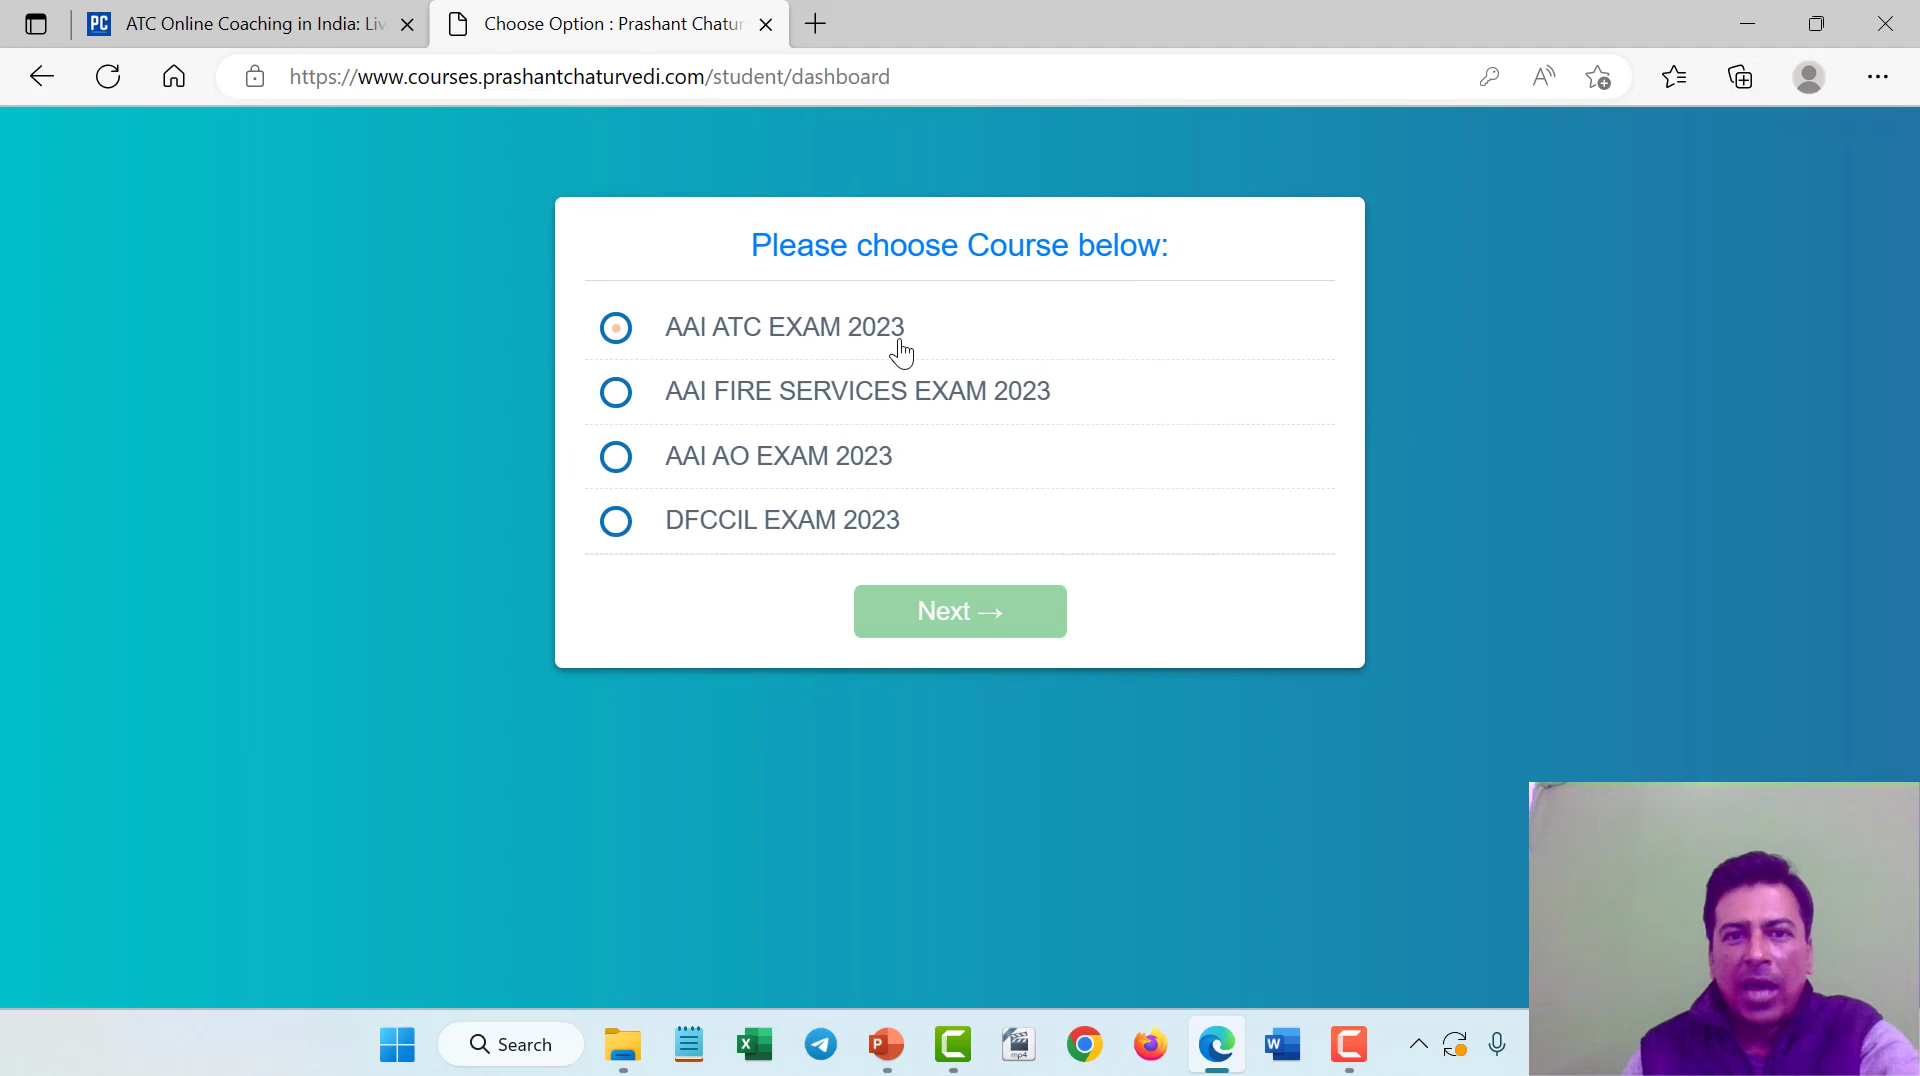 PC ATC Online Coaching in India: Liv
Choose Option : Prashant Chatur
https://www.courses.prashantchaturvedi.com/student/dashboard
Please choose Course below:
AAI ATC EXAM 2023
AAI FIRE SERVICES EXAM 2023
AAI AO EXAM 2023
DFCCIL EXAM 2023
Next →
Search